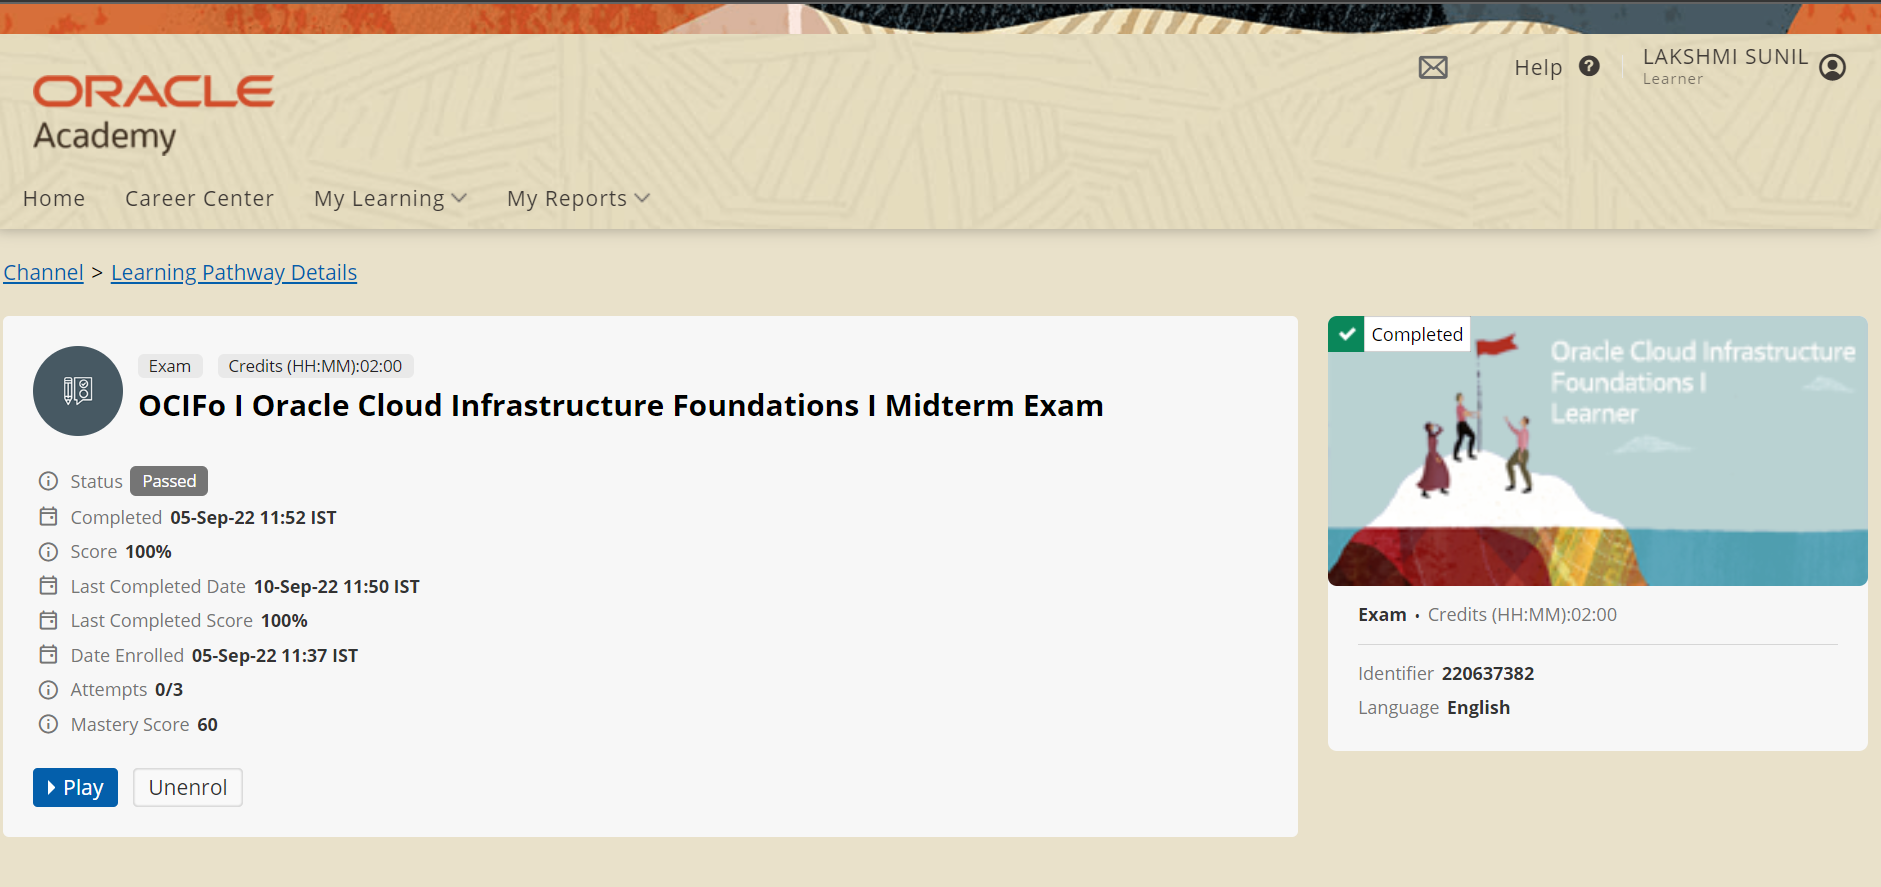 ORACLE
Academy
Help
LAKSHMI SUNIL
Learner
Home
Career Center
My Learning
My Reports
Channel > Learning Pathway Details
Exam
Credits (HH:MM):02:00
OCIFo I Oracle Cloud Infrastructure Foundations I Midterm Exam
Status Passed
Completed 05-Sep-22 11:52 IST
Score 100%
Last Completed Date 10-Sep-22 11:50 IST
Last Completed Score 100%
Date Enrolled 05-Sep-22 11:37 IST
Attempts 0/3
Mastery Score 60
Play
Unenrol
Completed
Oracle Cloud Infrastructure
Foundations I
Learner
Exam • Credits (HH:MM):02:00
Identifier 220637382
Language English